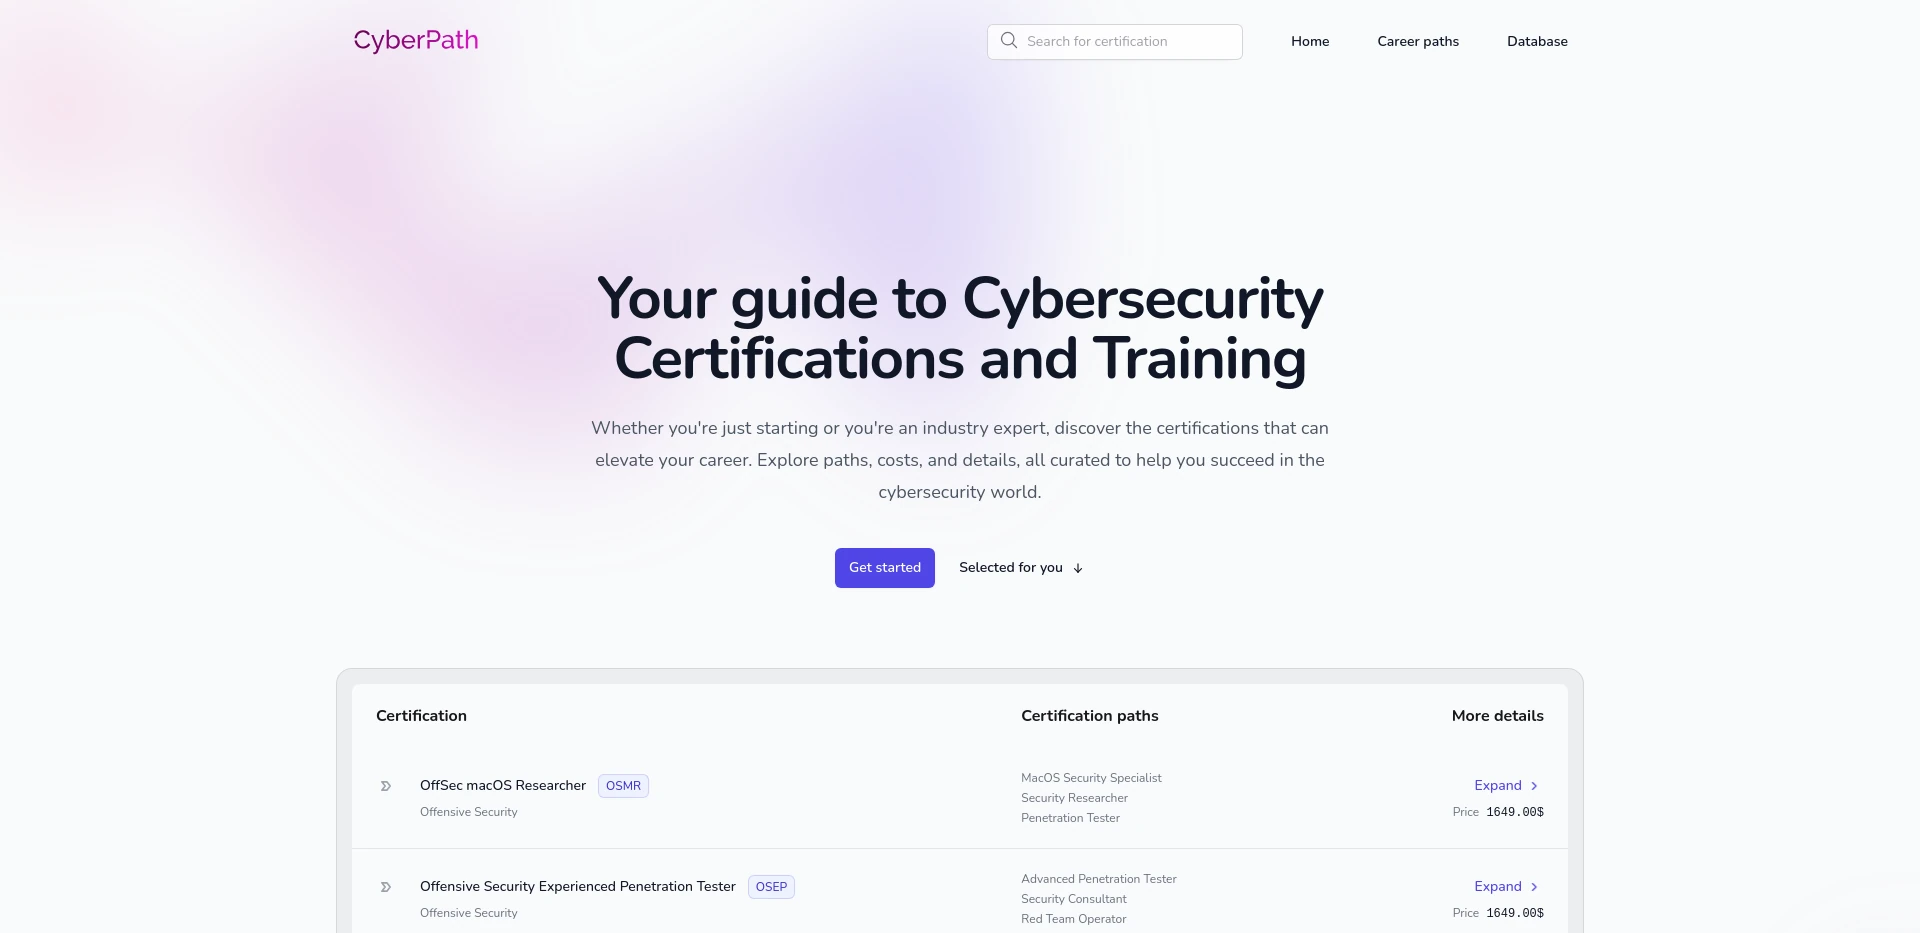 CyberPath
Search for certification
Home
Career paths
Database
Your guide to Cybersecurity
Certifications and Training
Whether you're just starting or you're an industry expert, discover the certifications that can
elevate your career. Explore paths, costs, and details, all curated to help you succeed in the
cybersecurity world.
Get started
Selected for you ↓
Certification
Certification paths
More details
OffSec macOS Researcher OSMR
Offensive Security
MacOS Security Specialist
Security Researcher
Penetration Tester
Expand
Price 1649.00$
Offensive Security Experienced Penetration Tester OSEP
Offensive Security
Advanced Penetration Tester
Security Consultant
Red Team Operator
Expand
Price 1649.00$